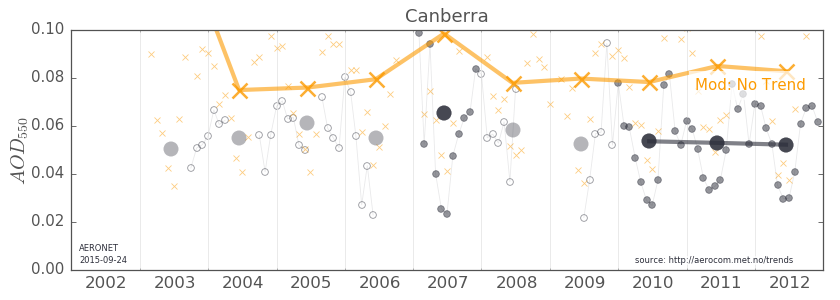 Canberra
0.10
0.08
0.06
0.04
0.02
0.00
AOD550
Mod: No Trend
AERONET
2015-09-24
source: http://aerocom.met.no/trends
2002 2003 2004 2005 2006 2007 2008 2009 2010 2011 2012